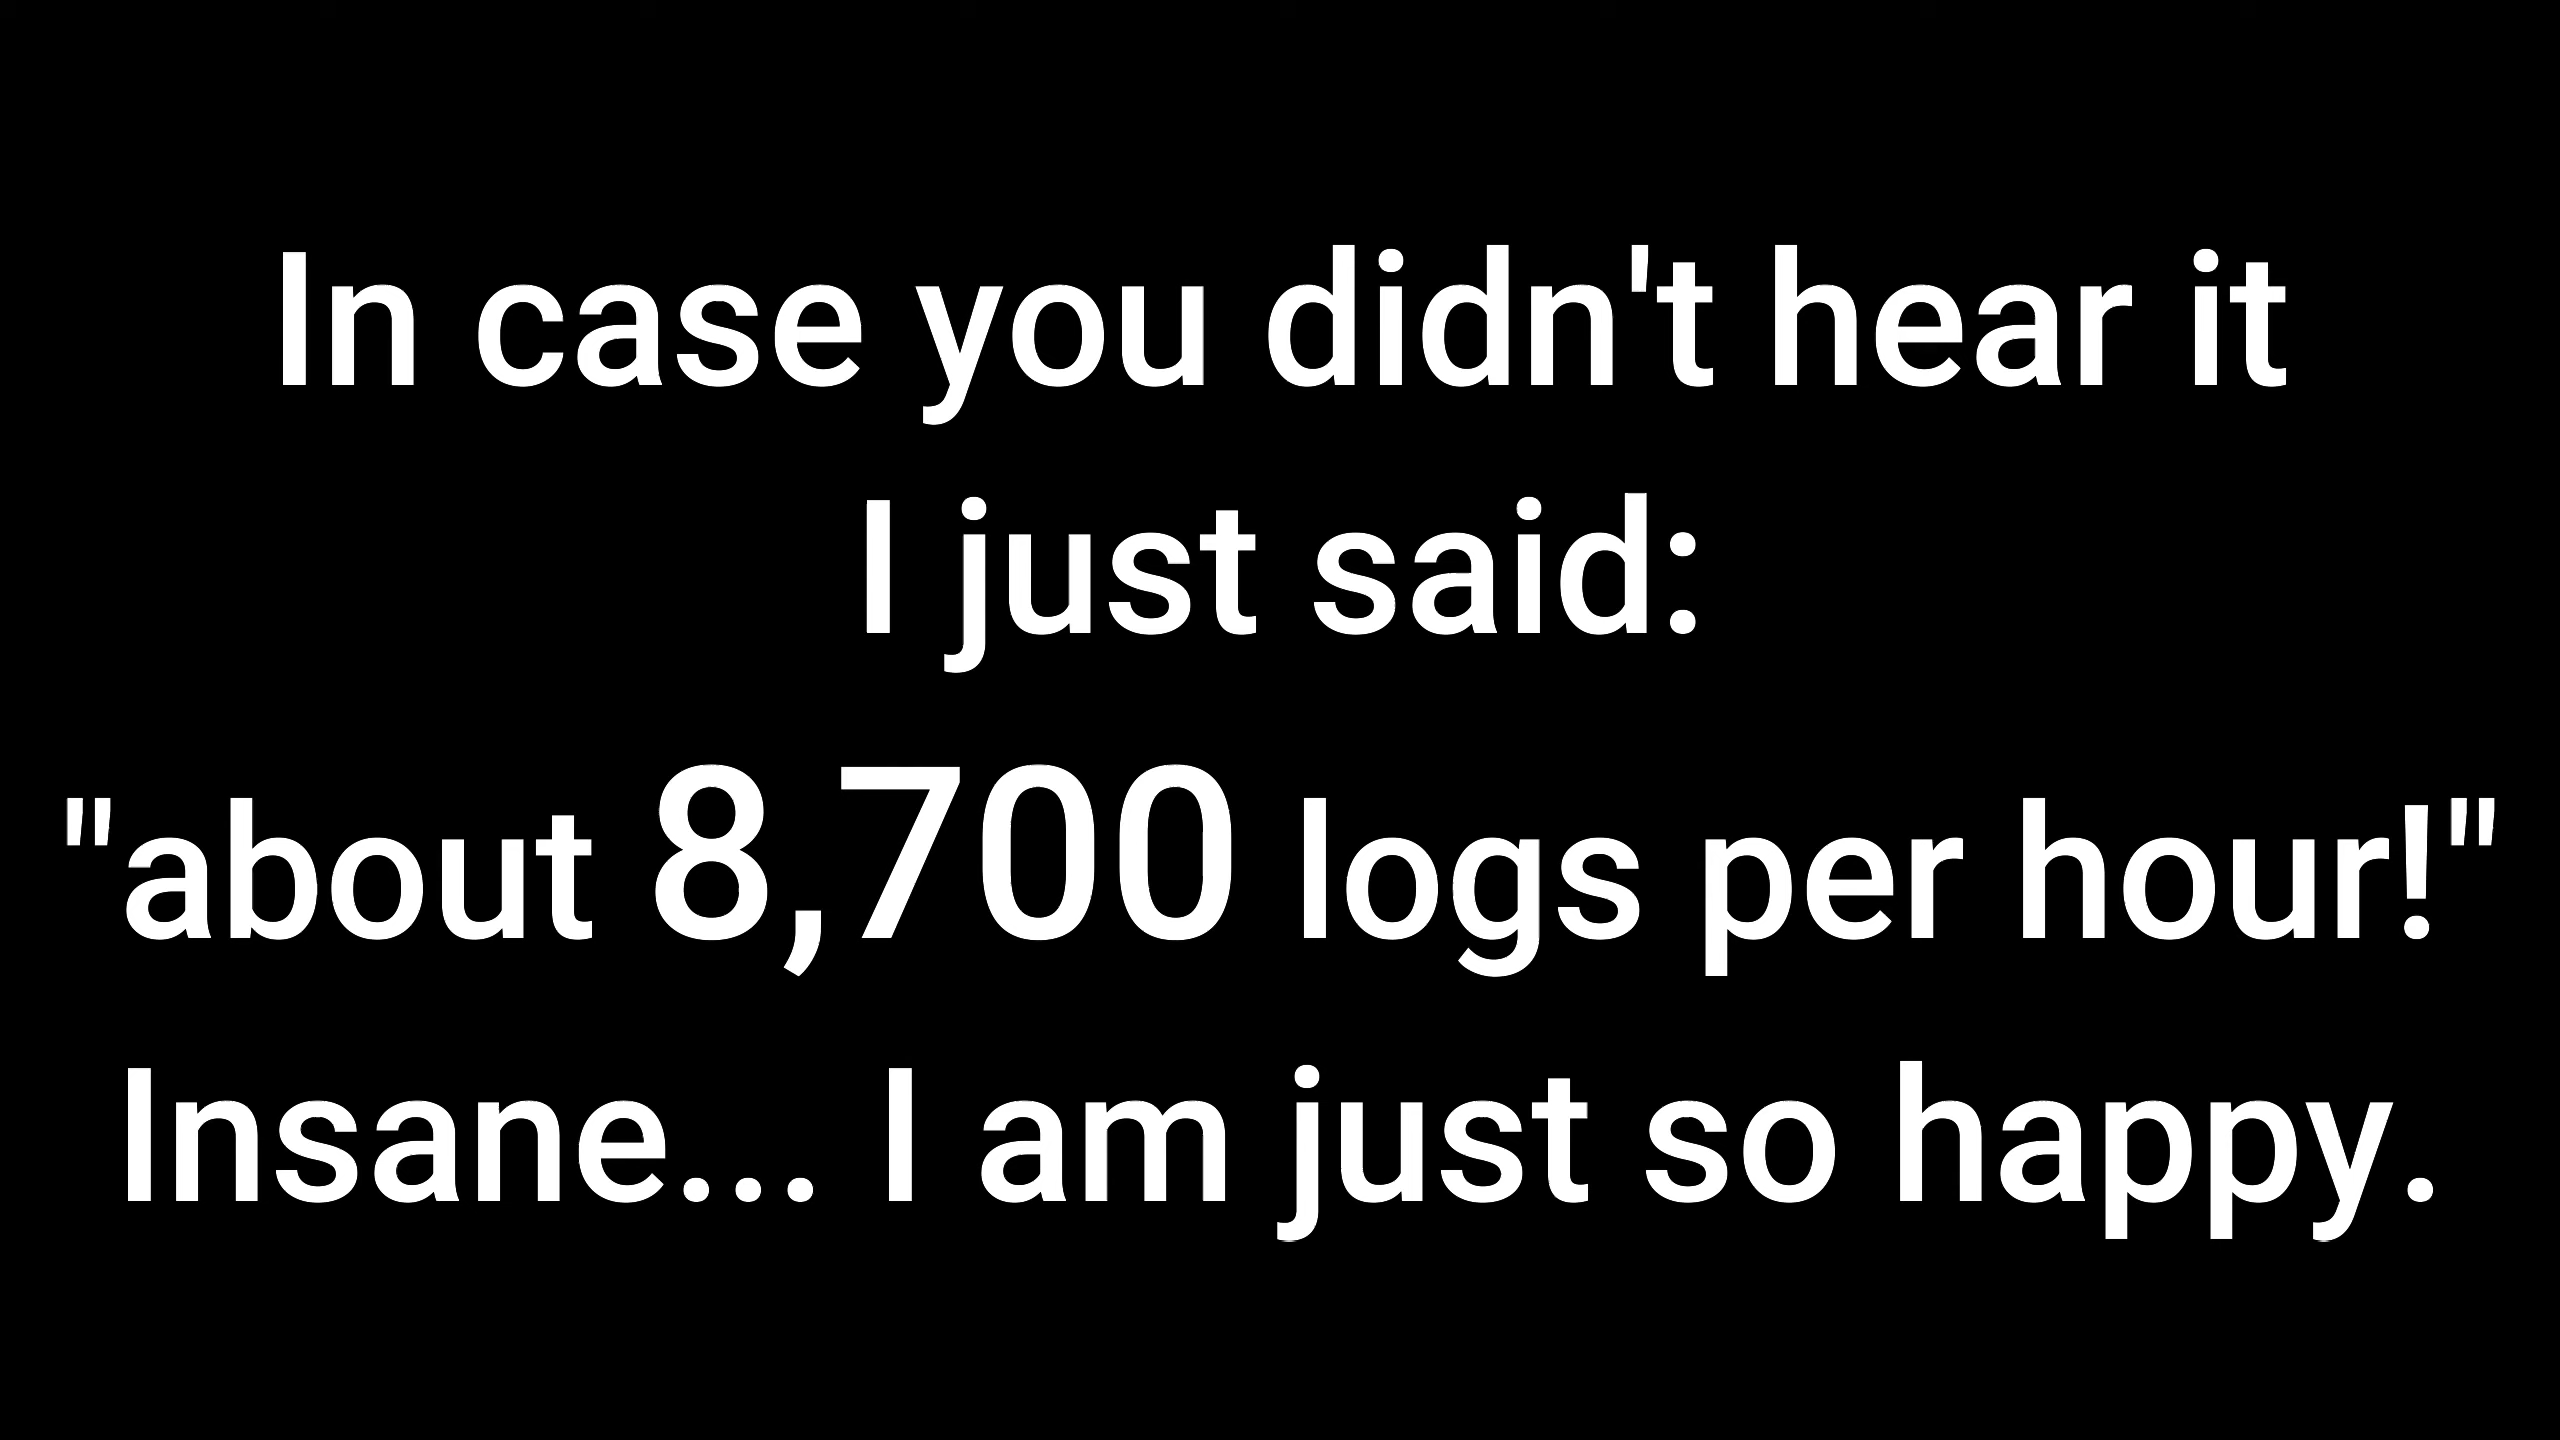 In case you didn't hear it
I just said:
"about 8,700 logs per hour!"
Insane... I am just so happy.